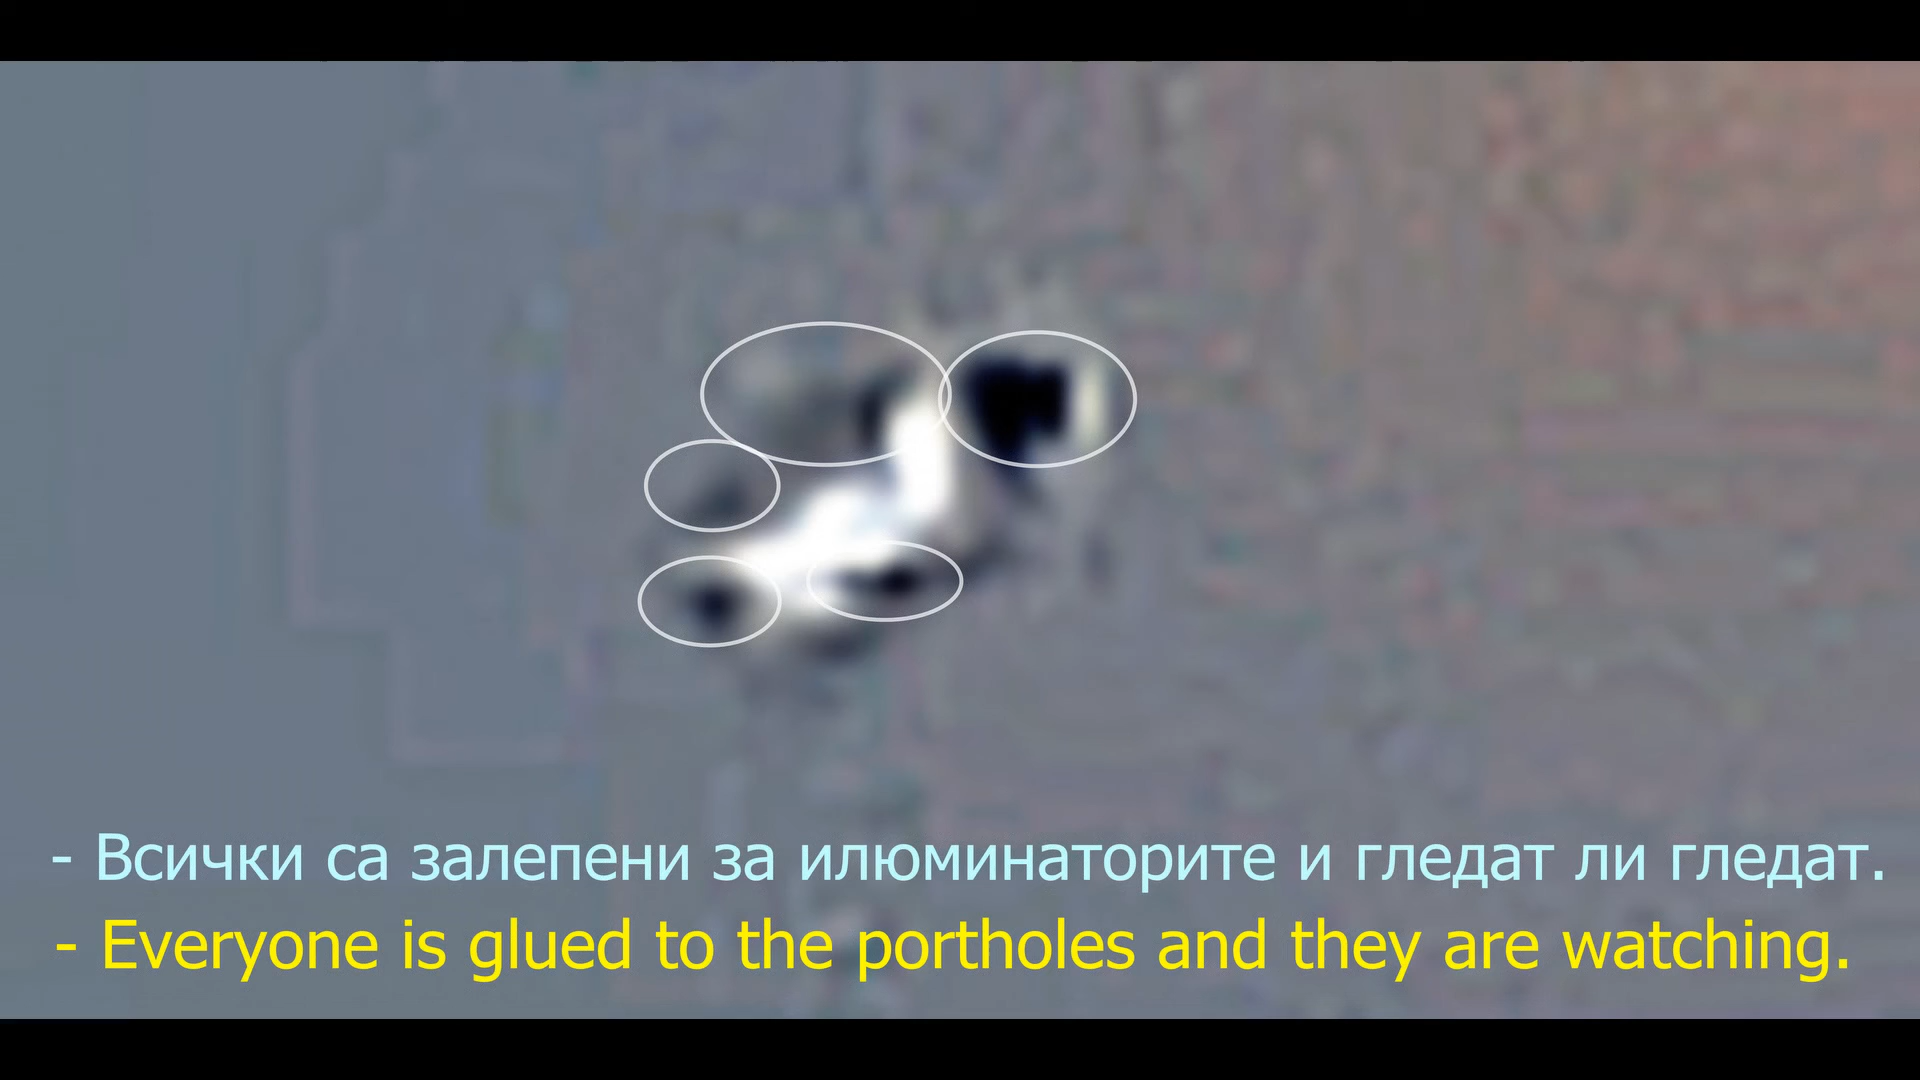 - Всички са залепени за илюминаторите и гледат ли гледат.
- Everyone is glued to the portholes and they are watching.